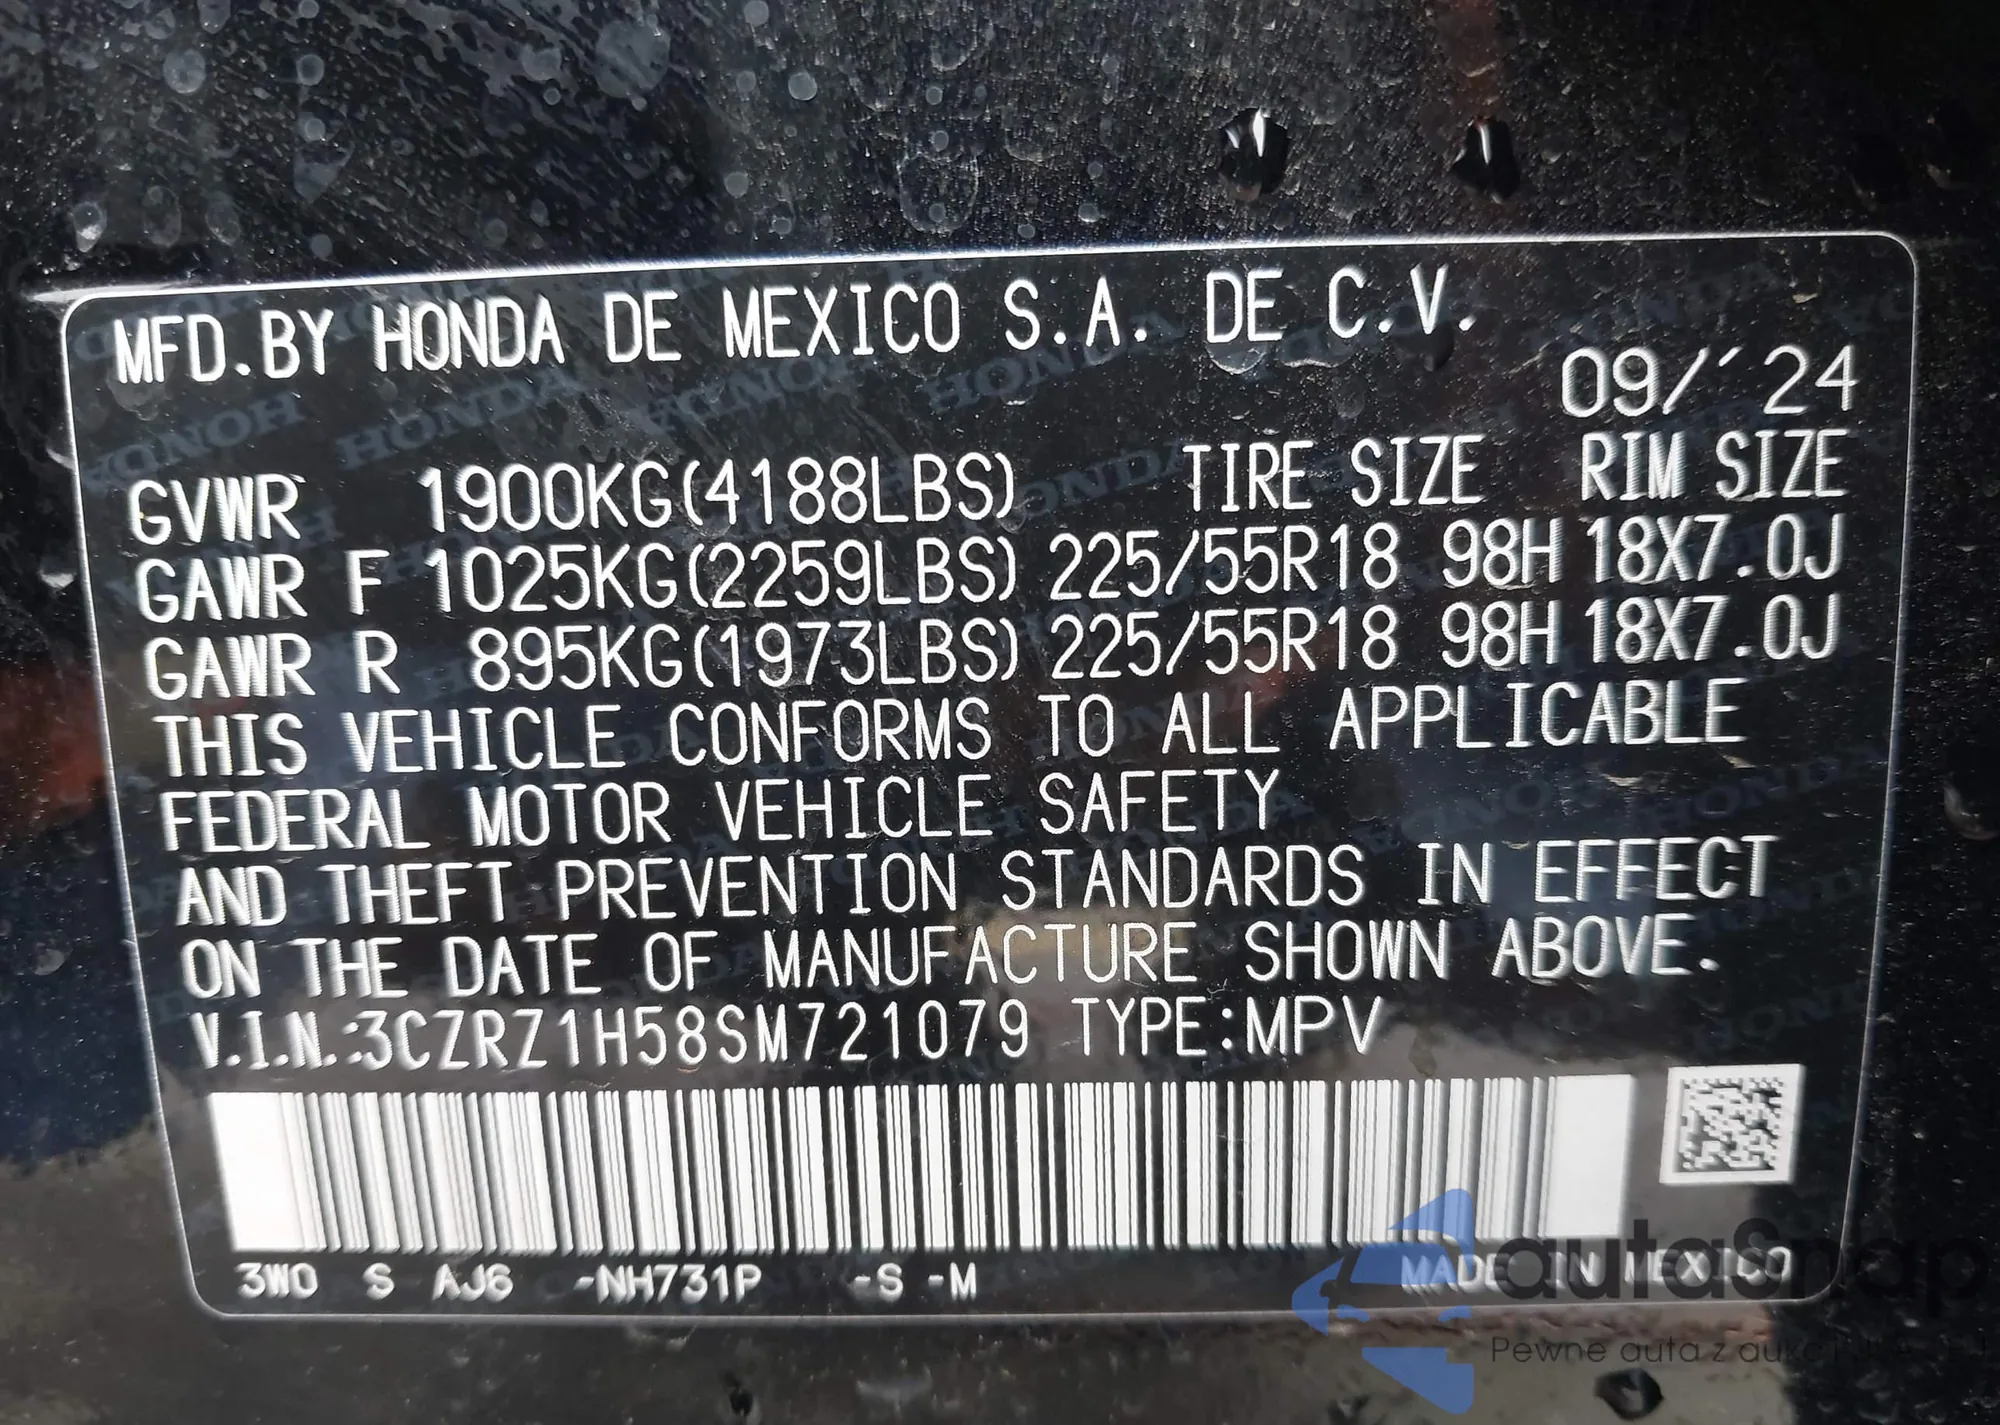 MFD.BY HONDA DE MEXICO S.A. DE C.V.
09/´24
GVWR 1900KG(4188LBS) TIRE SIZE RIM SIZE
GAWR F 1025KG(2259LBS) 225/55R18 98H 18X7.0J
GAWR R 895KG(1973LBS) 225/55R18 98H 18X7.0J
THIS VEHICLE CONFORMS TO ALL APPLICABLE
FEDERAL MOTOR VEHICLE SAFETY
AND THEFT PREVENTION STANDARDS IN EFFECT
ON THE DATE OF MANUFACTURE SHOWN ABOVE.
V.I.N.:3CZRZ1H58SM721079 TYPE:MPV
3W0 S AJ6 -NH731P -S -M MADE IN MEXICO
autoSnap
Pewne auta z